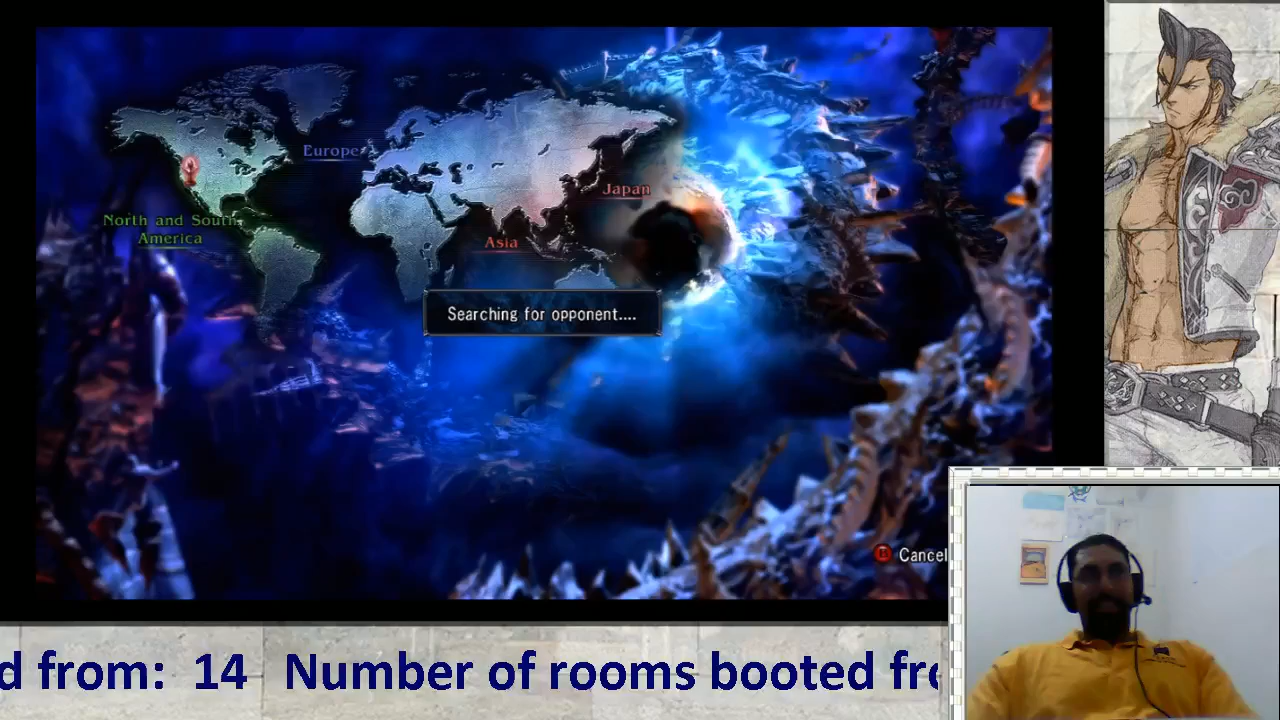 Europe
Japan
North and South
America
Asia
Searching for opponent....
Cancel
d from: 14 Number of rooms booted fro